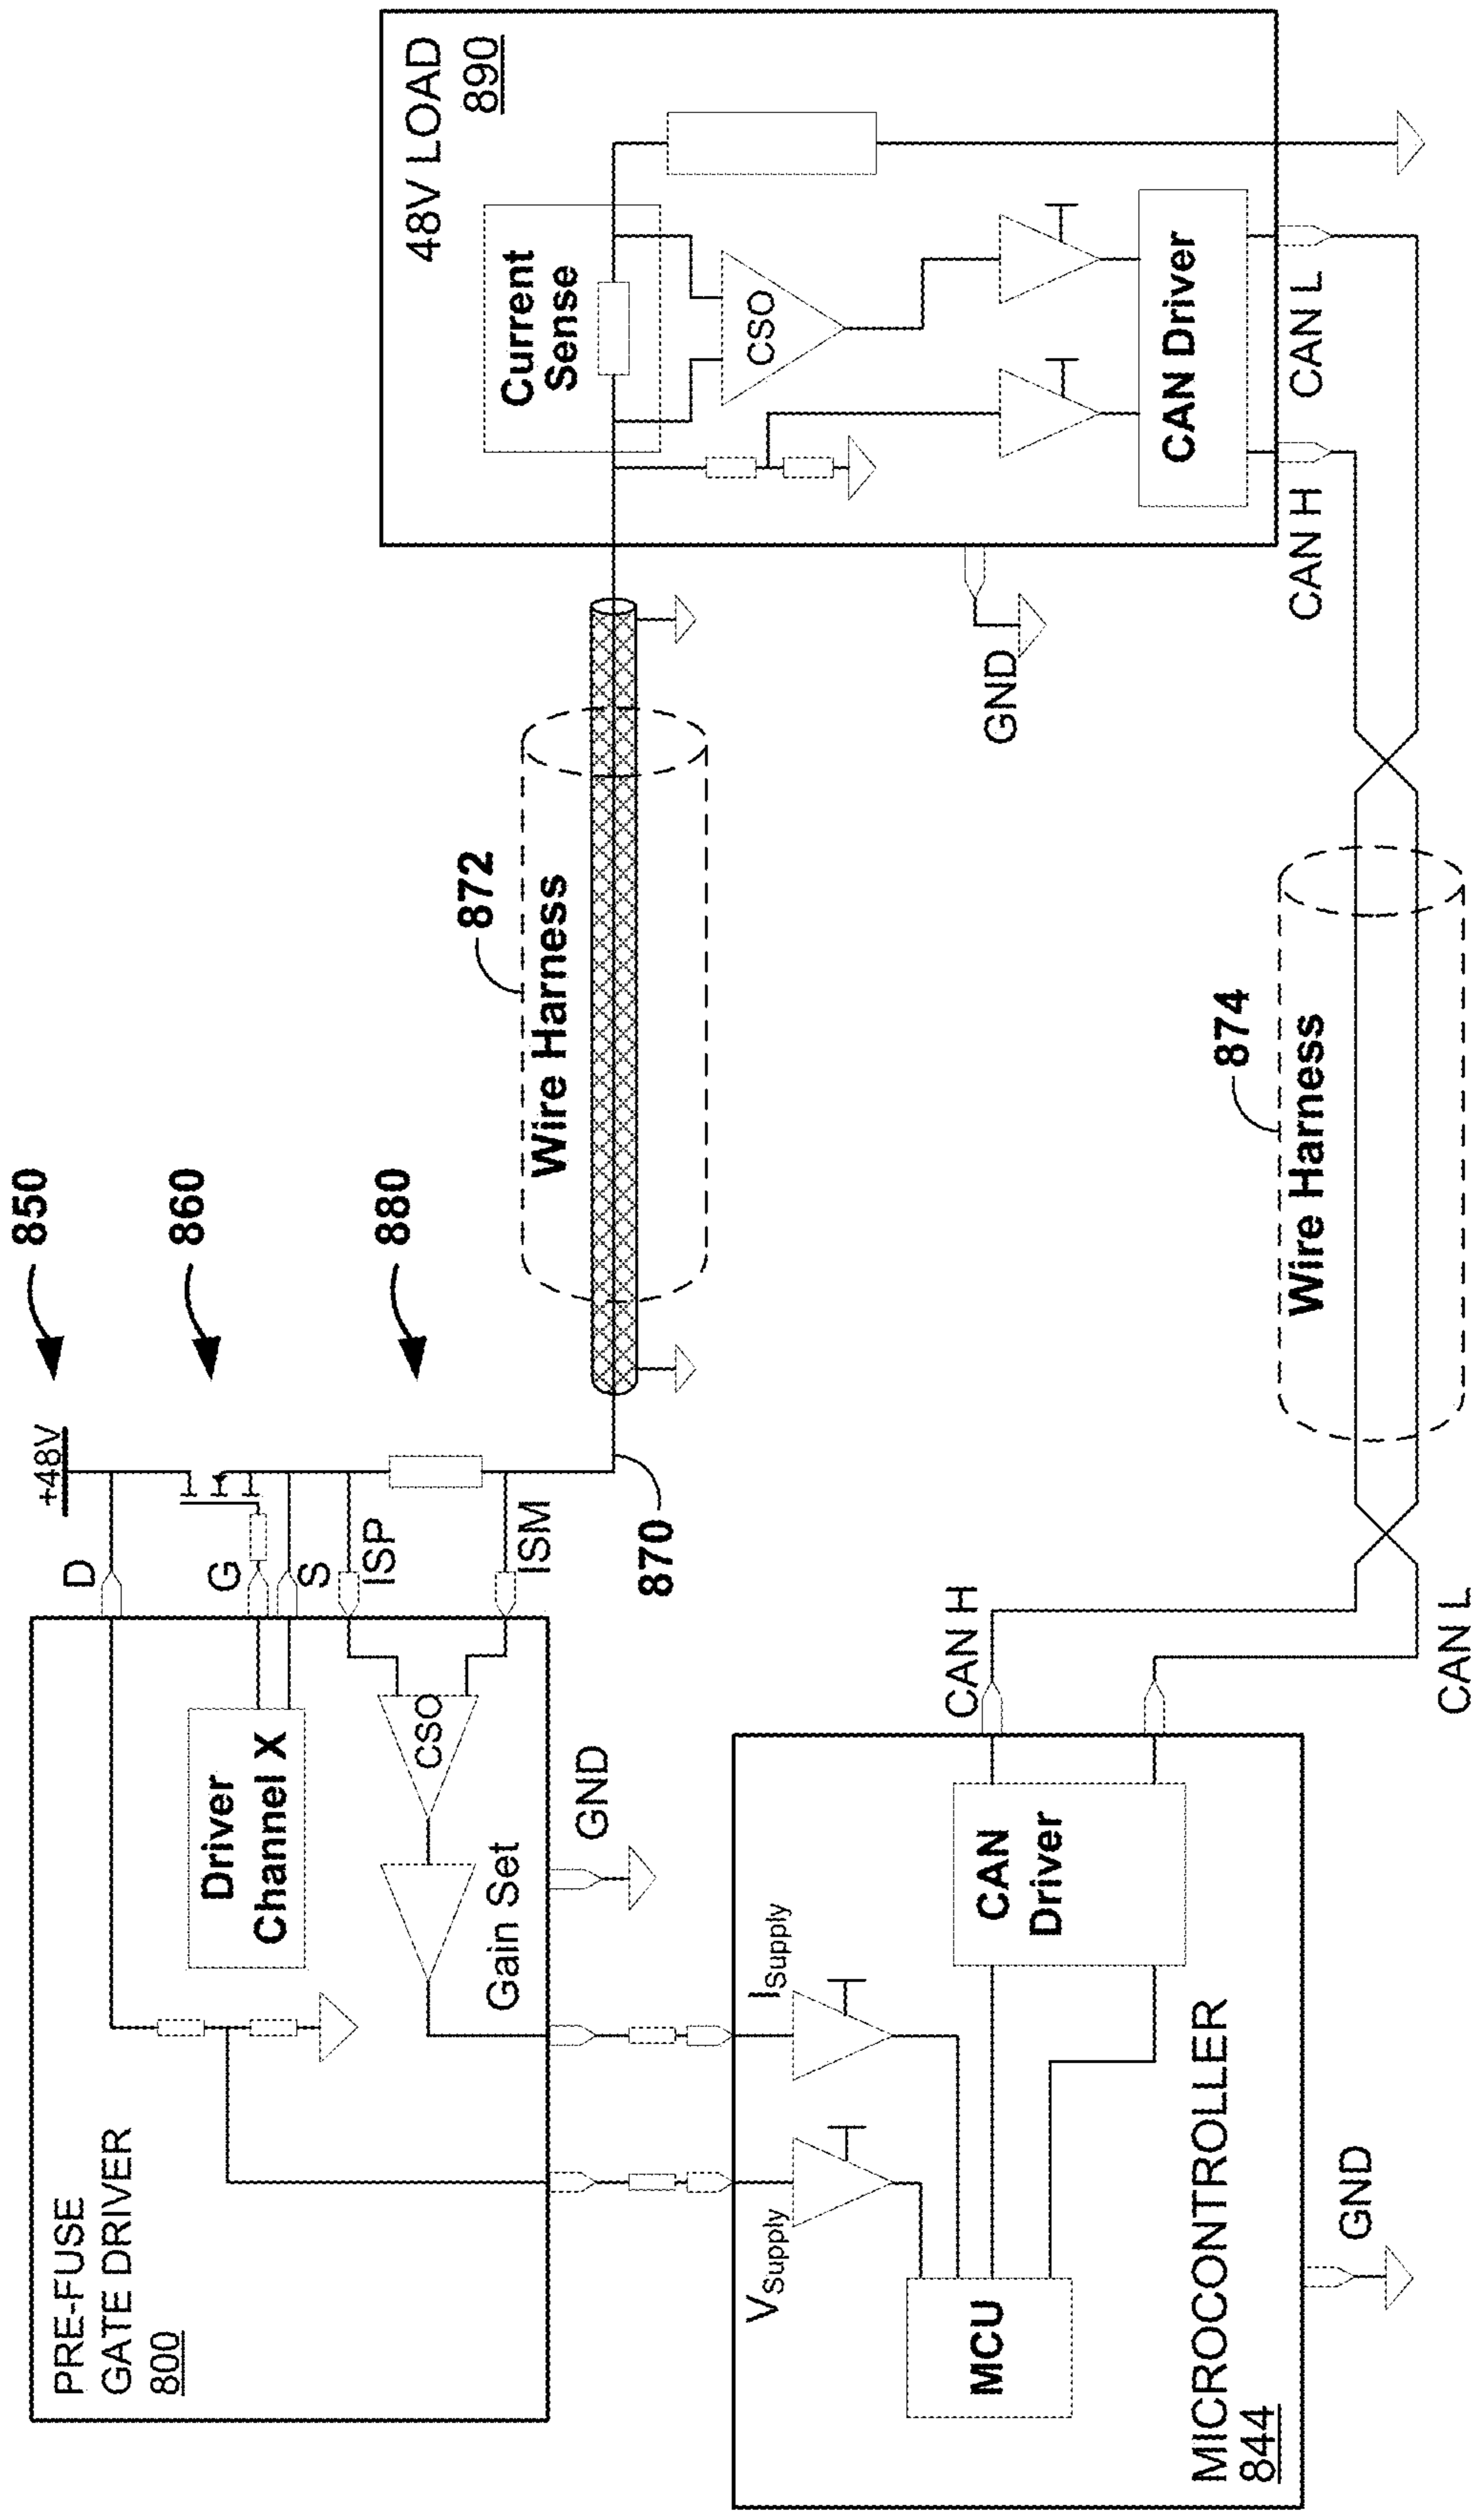 PRE-FUSE
GATE DRIVER
800
Driver
Channel X
CSO
Gain Set
GND
D
G
S
ISP
ISM
+48V
850
860
880
870
872
Wire Harness
48V LOAD
890
Current
Sense
CSO
CAN Driver
CAN H
CAN L
GND
VSupply
ISupply
MCU
CAN
Driver
MICROCONTROLLER
844
GND
CAN H
CAN L
874
Wire Harness